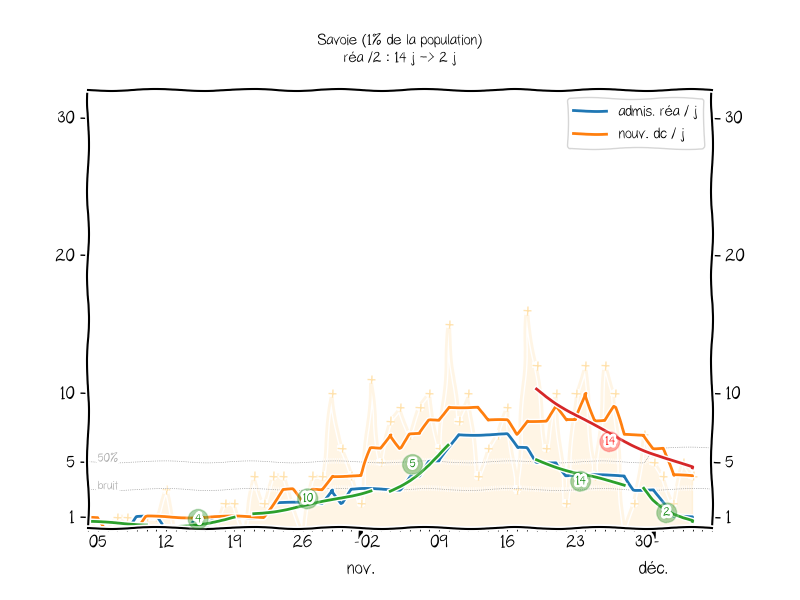 Savoie (1% de la population)
réa /2 : 14 j -> 2 j
admis. réa / j
nouv. dc / j
30 30
20 20
10 10
5 5
1 1
50%
bruit
4 10 5 14 14 2
05 12 19 26 02 09 16 23 30
nov. déc.